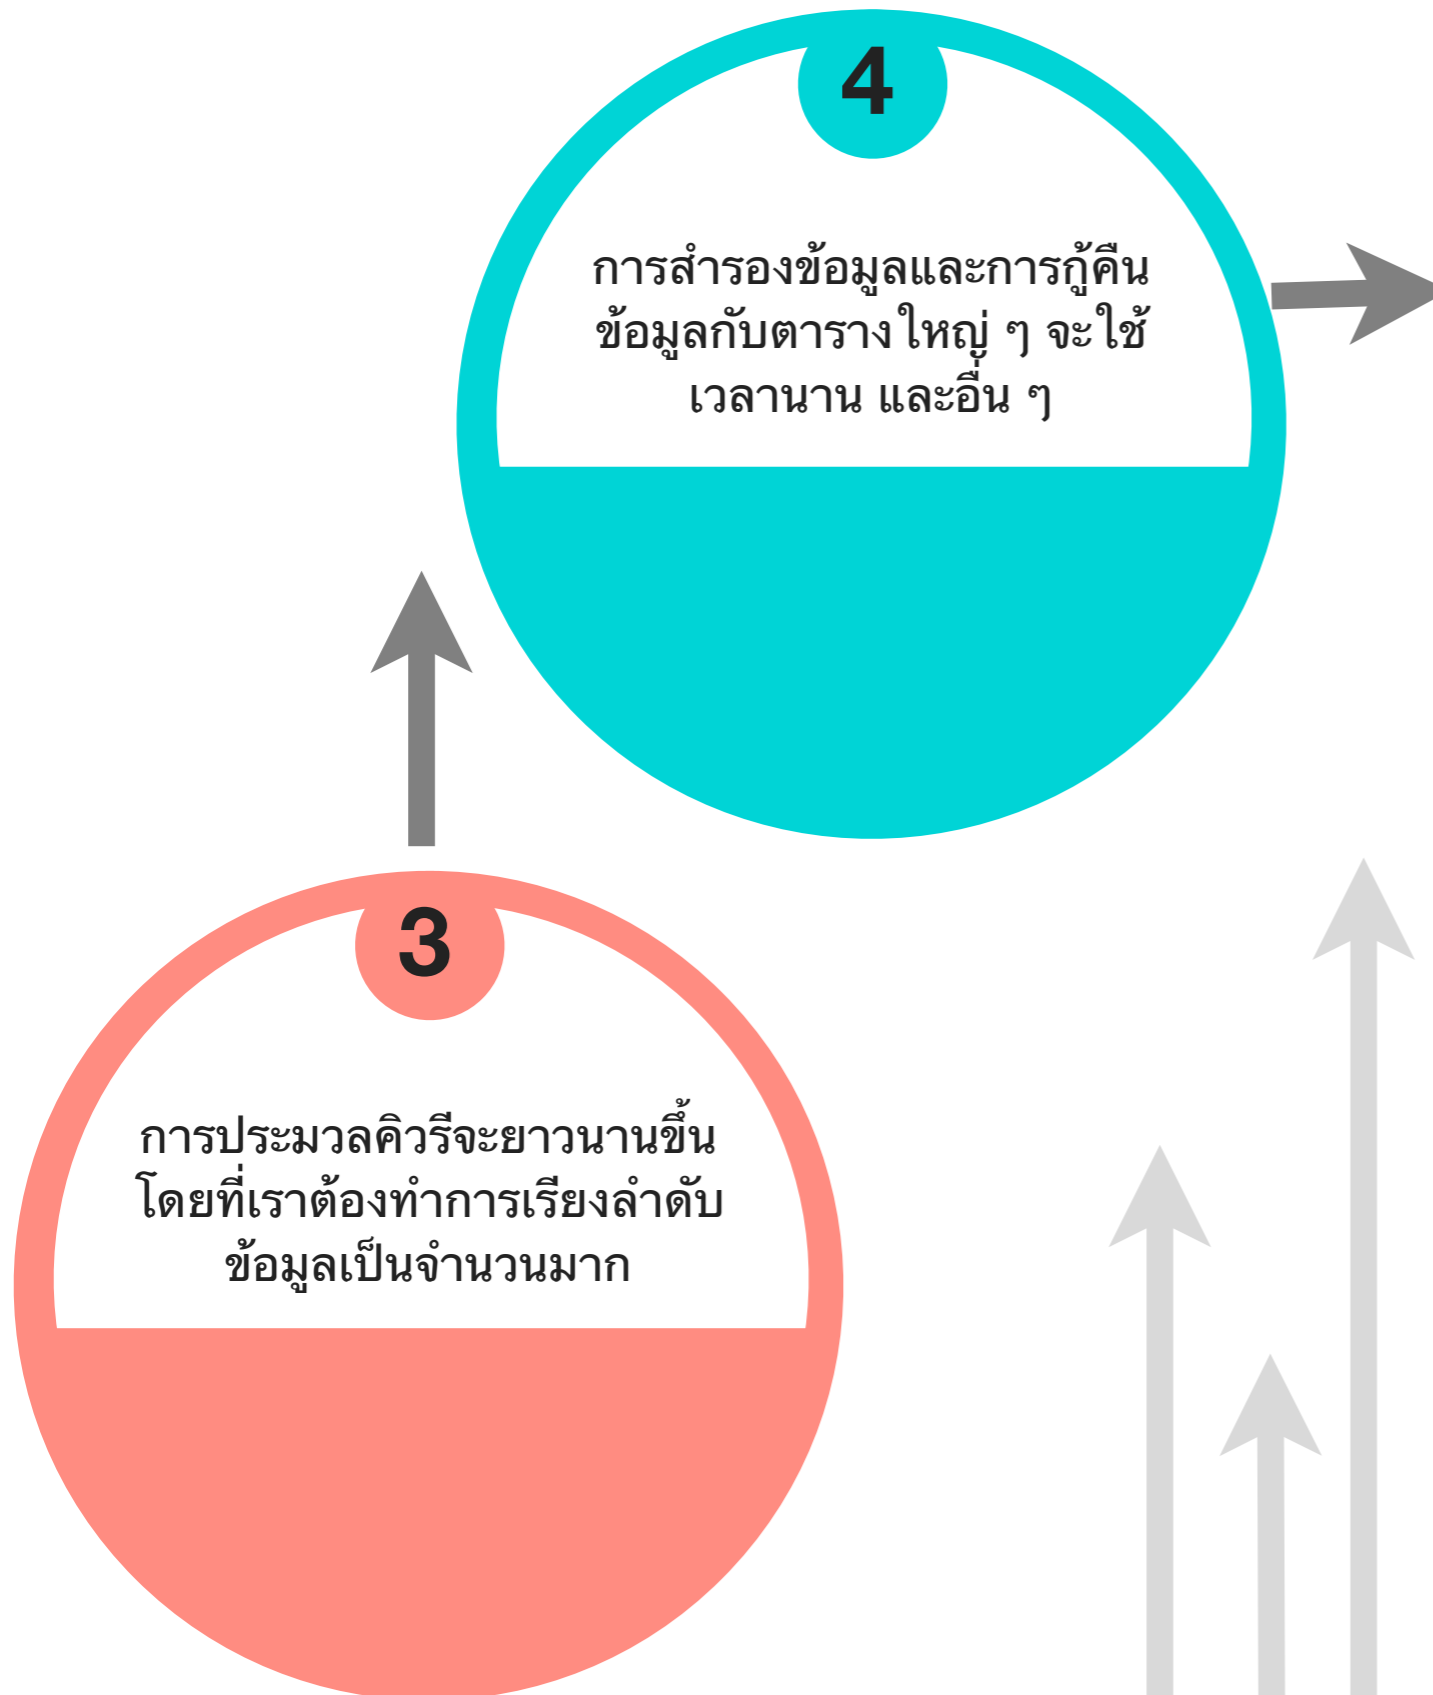 4
การสำรองข้อมูลและการกู้คืน
ข้อมูลกับตารางใหญ่ ๆ จะใช้
เวลานาน และอื่น ๆ
3
การประมวลคิวรีจะยาวนานขึ้น
โดยที่เราต้องทำการเรียงลำดับ
ข้อมูลเป็นจำนวนมาก